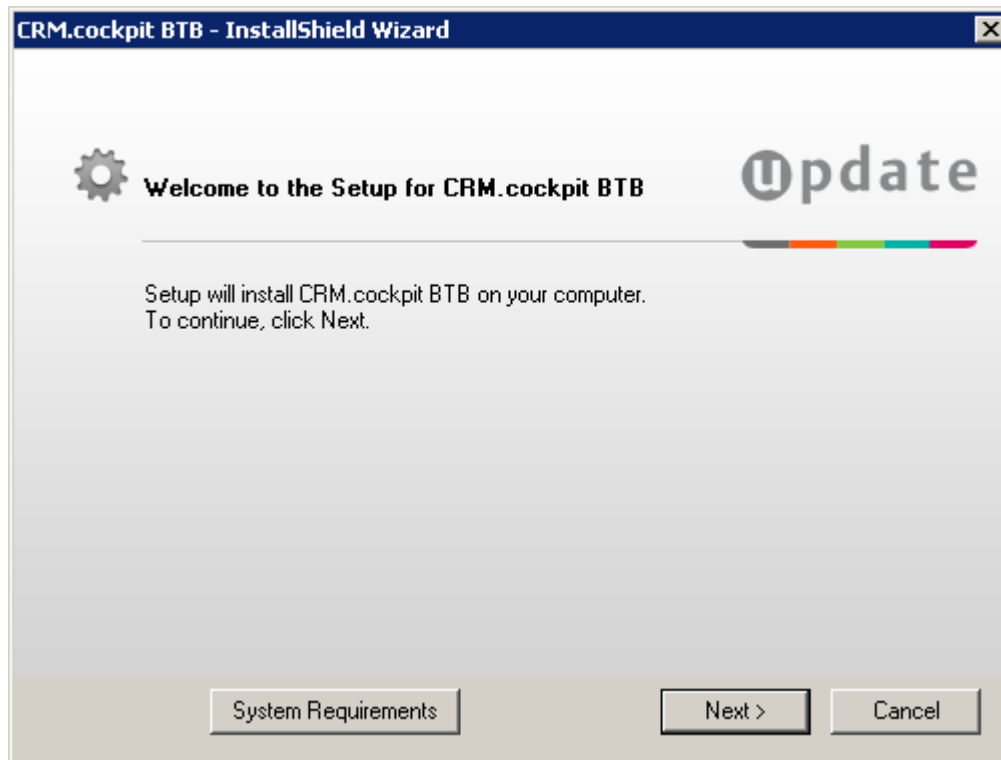 CRM.cockpit BTB - InstallShield Wizard
update
Welcome to the Setup for CRM.cockpit BTB
Setup will install CRM.cockpit BTB on your computer.
To continue, click Next.
System Requirements
Next >
Cancel